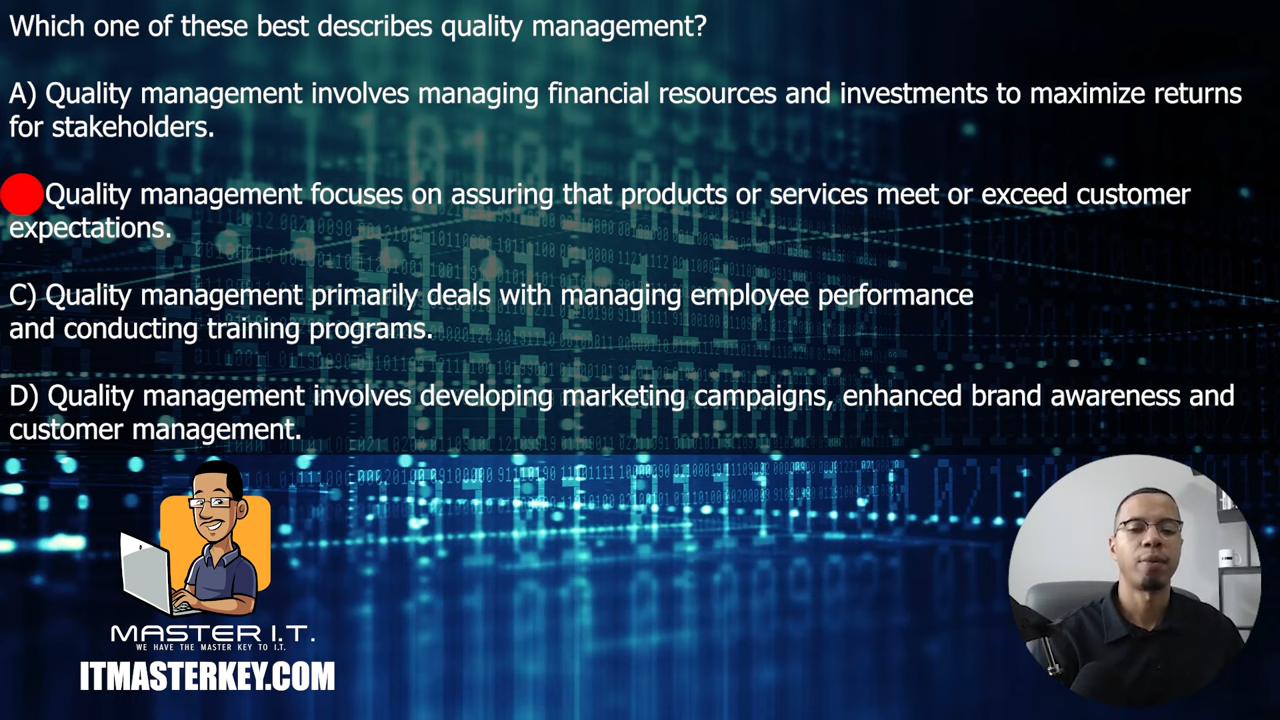 Which one of these best describes quality management?
A) Quality management involves managing financial resources and investments to maximize returns
for stakeholders.
Quality management focuses on assuring that products or services meet or exceed customer
expectations.
C) Quality management primarily deals with managing employee performance
and conducting training programs.
D) Quality management involves developing marketing campaigns, enhanced brand awareness and
customer management.
MASTER I.T.
WE HAVE THE MASTER KEY TO I.T.
ITMASTERKEY.COM